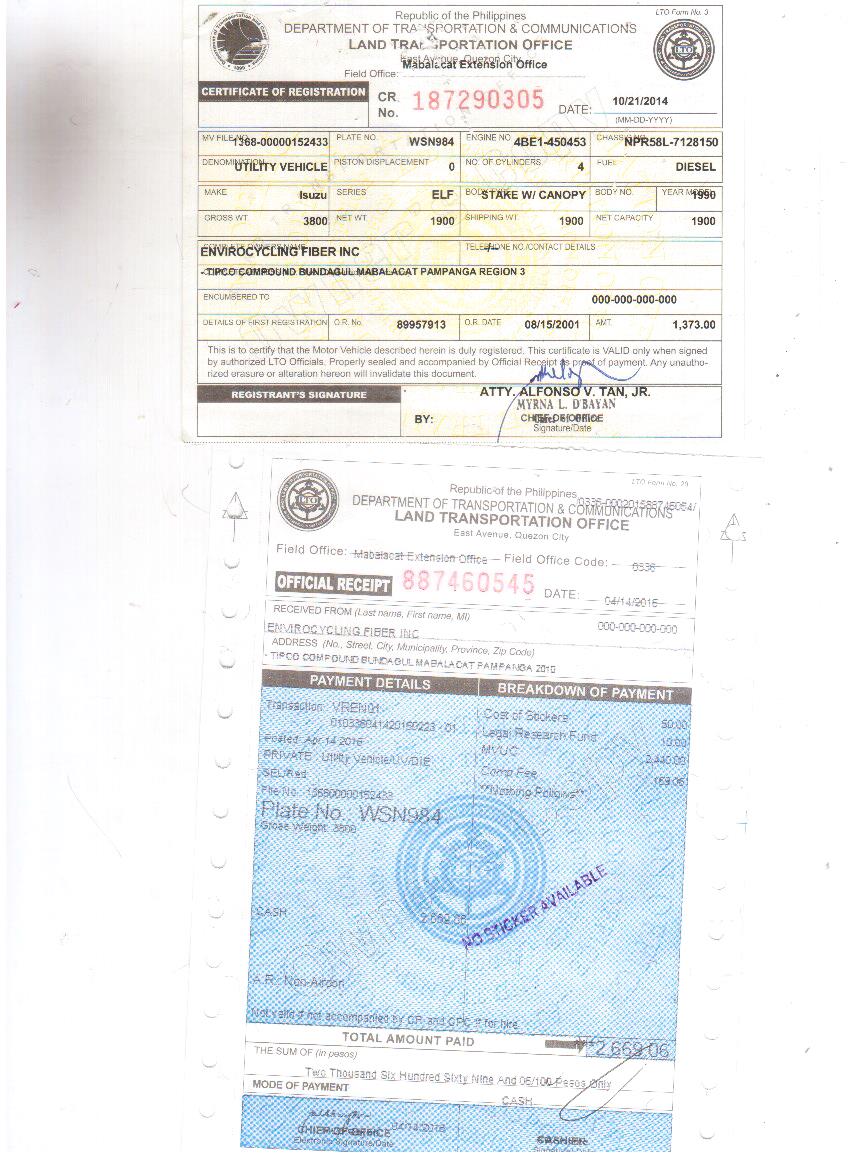 LTO Form No. 3
Republic of the Philippines
DEPARTMENT OF TRANSPORTATION & COMMUNICATIONS
LAND TRANSPORTATION OFFICE
East Avenue, Quezon City
Field Office: Mabalacat Extension Office
CERTIFICATE OF REGISTRATION
CR No. 187290305 DATE: 10/21/2014
(MM-DD-YYYY)
MV FILE NO. 1368-00000152433 PLATE NO. WSN984 ENGINE NO. 4BE1-450453 CHASSIS NO. NPR58L-7128150
DENOMINATION UTILITY VEHICLE PISTON DISPLACEMENT 0 NO. OF CYLINDERS 4 FUEL DIESEL
MAKE Isuzu SERIES ELF BODY TYPE STAKE W/ CANOPY BODY NO. YEAR MODEL 1990
GROSS WT. 3800 NET WT. 1900 SHIPPING WT. 1900 NET CAPACITY 1900
COMPLETE OWNER'S NAME TELEPHONE NO./CONTACT DETAILS
ENVIROCYCLING FIBER INC
- TIPCO COMPOUND BUNDAGUL MABALACAT PAMPANGA REGION 3
ENCUMBERED TO 000-000-000-000
DETAILS OF FIRST REGISTRATION O.R. No. 89957913 O.R. DATE 08/15/2001 AMT. 1,373.00
This is to certify that the Motor Vehicle described herein is duly registered. This certificate is VALID only when signed
by authorized LTO Officials. Properly sealed and accompanied by Official Receipt as proof of payment. Any unautho-
rized erasure or alteration hereon will invalidate this document.
REGISTRANT'S SIGNATURE
ATTY. ALFONSO V. TAN, JR.
MYRNA L. D'BAYAN
BY: CHIEF OF OFFICE
Signature/Date
LTO Form No. 29
Republic of the Philippines
DEPARTMENT OF TRANSPORTATION & COMMUNICATIONS
LAND TRANSPORTATION OFFICE
East Avenue, Quezon City
Field Office: Mabalacat Extension Office Field Office Code: 0336
OFFICIAL RECEIPT 887460545 DATE: 04/14/2015
RECEIVED FROM (Last name, First name, MI) 000-000-000-000
ENVIROCYCLING FIBER INC
ADDRESS (No., Street, City, Municipality, Province, Zip Code)
- TIPCO COMPOUND BUNDAGUL MABALACAT PAMPANGA 2010
PAYMENT DETAILS BREAKDOWN OF PAYMENT
Transaction: VREN01 Cost of Stickers 50.00
010336041420150223 - 01 Legal Research Fund 10.00
Posted: Apr 14 2015 MVUC 2,440.00
PRIVATE Utility Vehicle/UV/DIE Comp Fee 169.06
SEL/Red **Nothing Follows**
File No. 136800000152433
Plate No. WSN984
Gross Weight: 3800
CASH 2,669.06
NO STICKER AVAILABLE
A.R.: Non-Aircon
Not valid if not accompanied by CR and CPC if for hire.
TOTAL AMOUNT PAID 2,669.06
THE SUM OF (in pesos)
Two Thousand Six Hundred Sixty Nine And 06/100 Pesos Only
MODE OF PAYMENT CASH
04/14/2015
CHIEF OF OFFICE CASHIER
Electronic Signature/Date Signature/Date